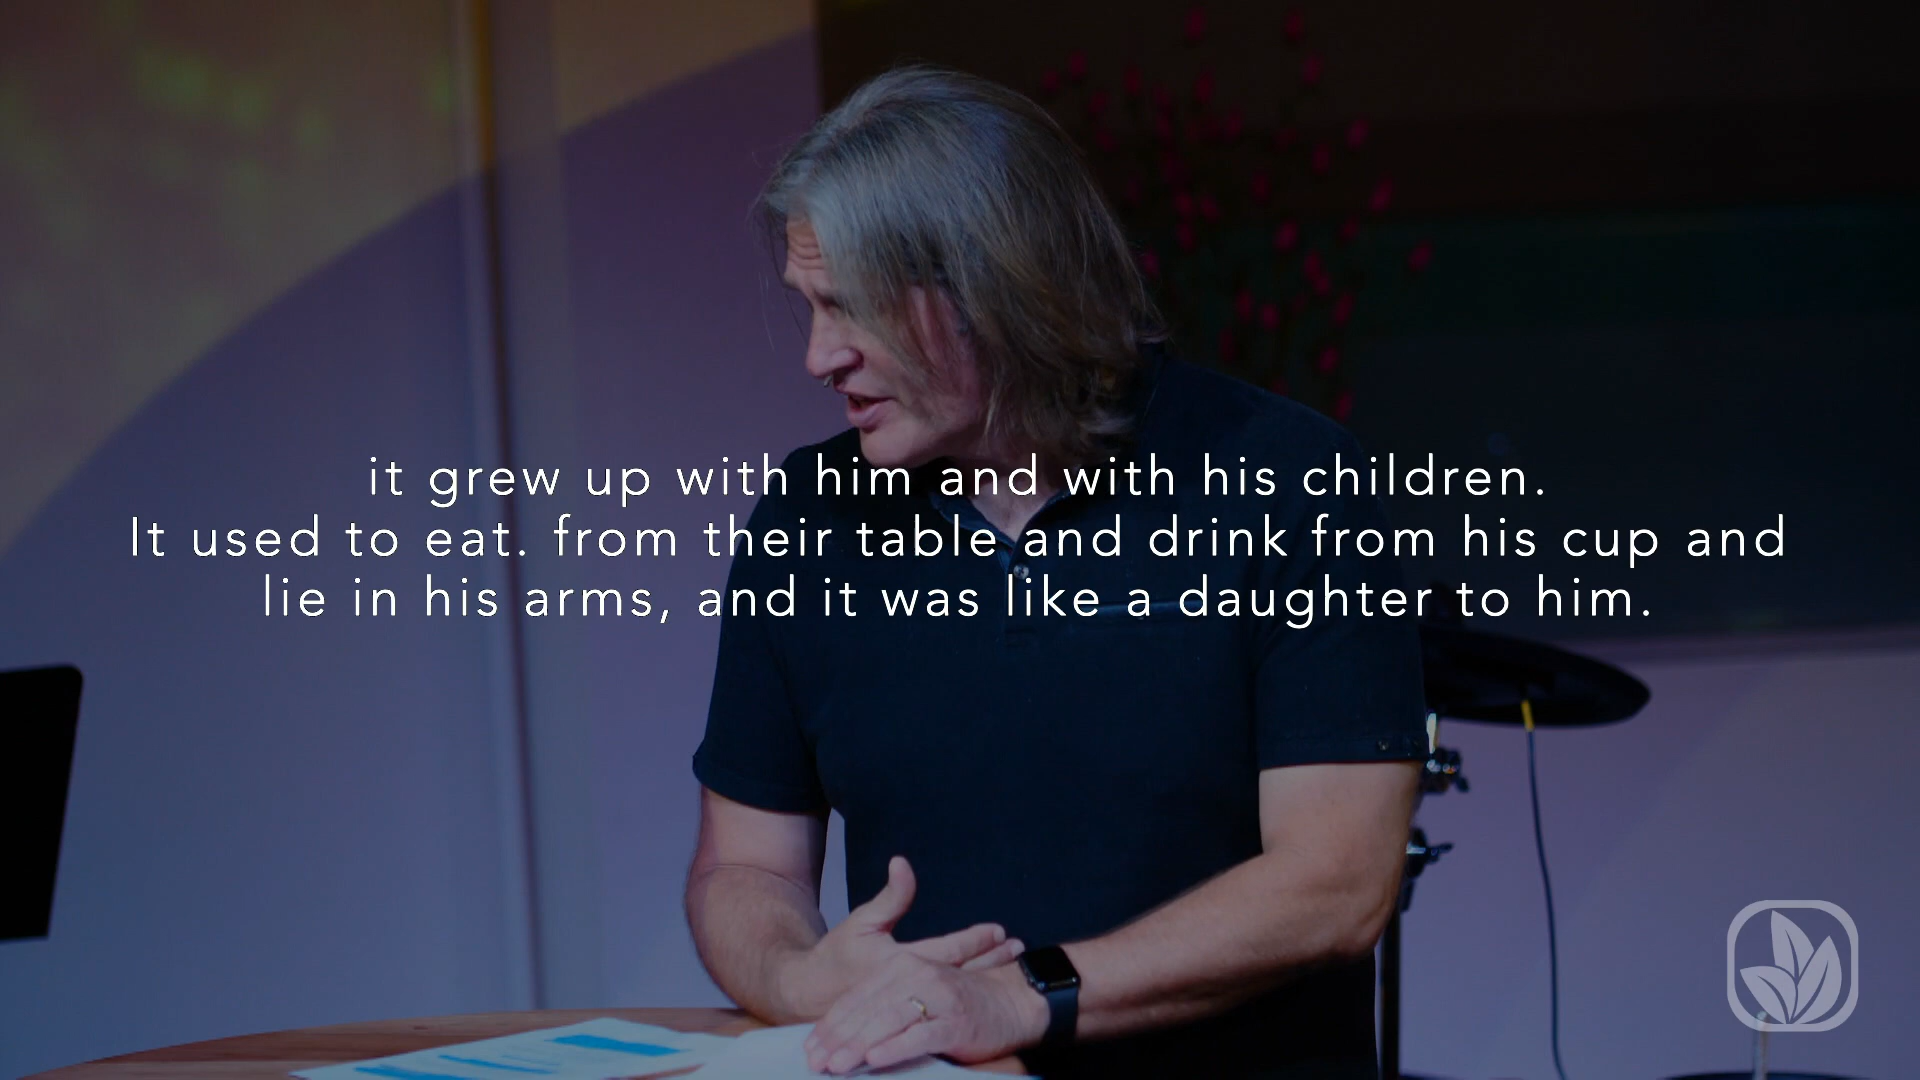 it grew up with him and with his children.
It used to eat. from their table and drink from his cup and
lie in his arms, and it was like a daughter to him.